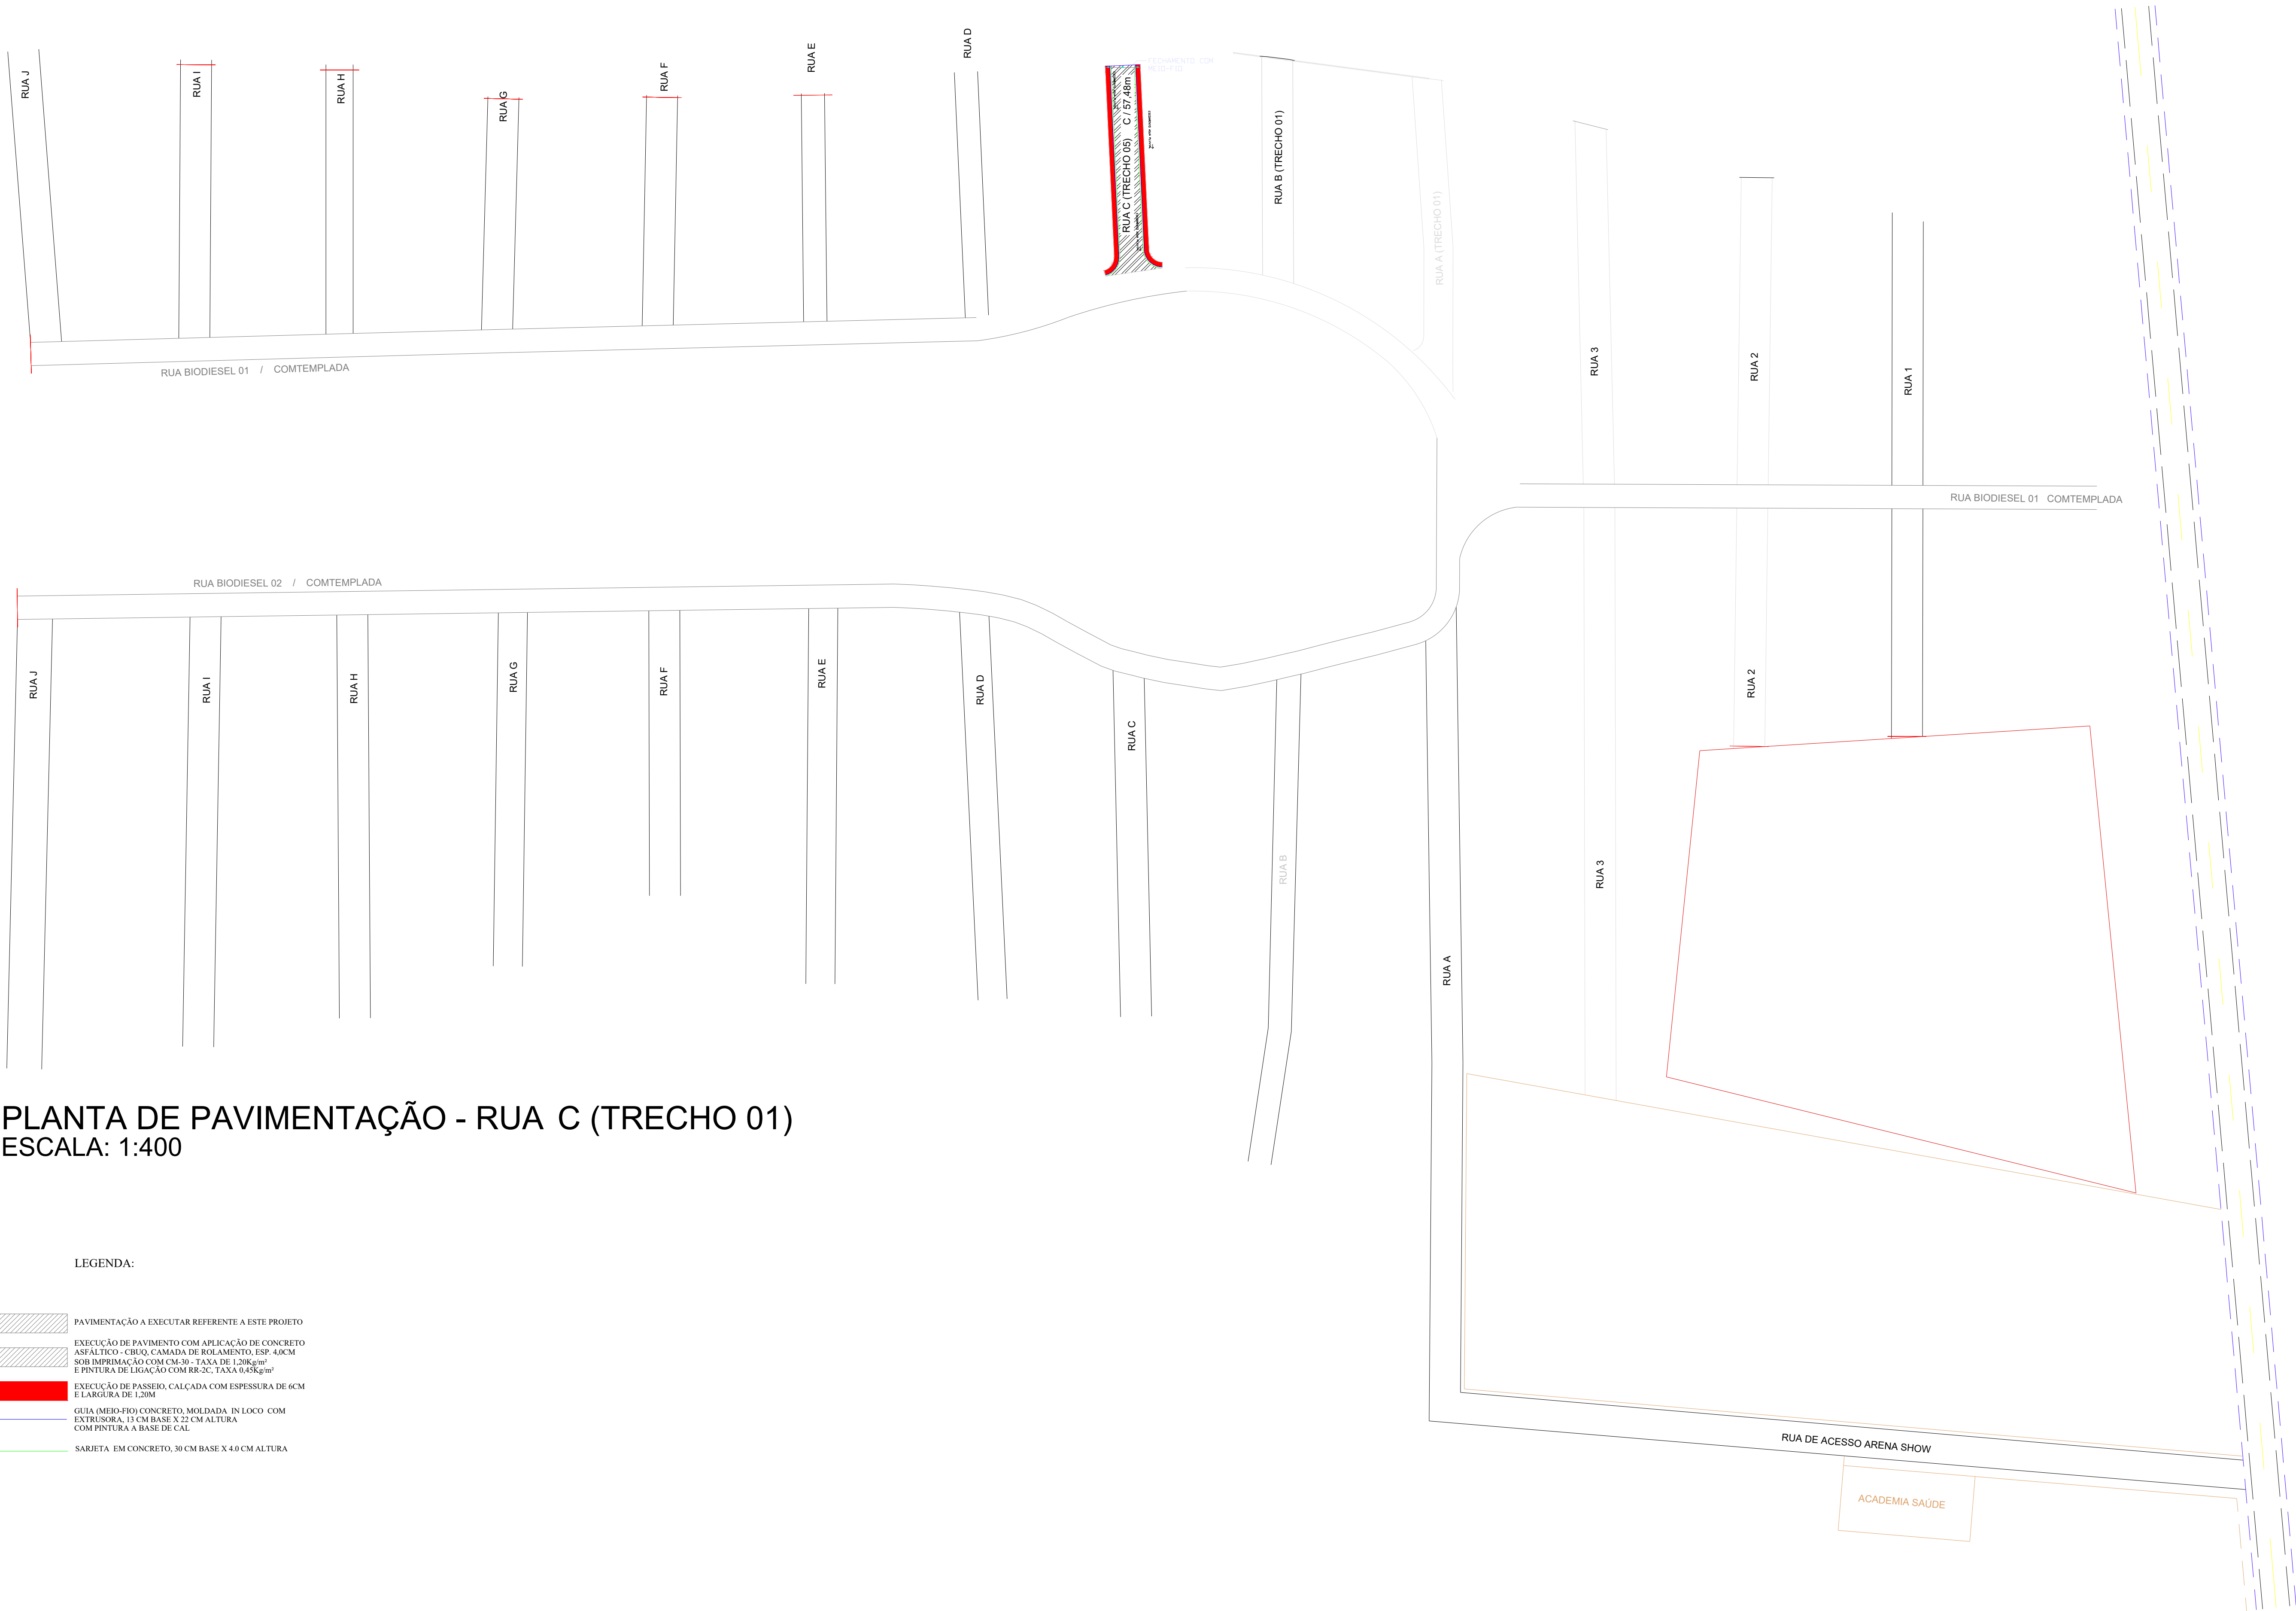 RUA J
RUA I
RUA H
RUA G
RUA F
RUA E
RUA D
FECHAMENTO COM
MEIO-FIO
RUA C (TRECHO 05) C / 57,48m
RUA B (TRECHO 01)
RUA A (TRECHO 01)
RUA 3
RUA 2
RUA 1
RUA BIODIESEL 01 / COMTEMPLADA
RUA BIODIESEL 01 COMTEMPLADA
RUA BIODIESEL 02 / COMTEMPLADA
RUA J
RUA I
RUA H
RUA G
RUA F
RUA E
RUA D
RUA C
RUA B
RUA A
RUA 3
RUA 2
PLANTA DE PAVIMENTAÇÃO - RUA C (TRECHO 01)
ESCALA: 1:400
LEGENDA:
PAVIMENTAÇÃO A EXECUTAR REFERENTE A ESTE PROJETO
EXECUÇÃO DE PAVIMENTO COM APLICAÇÃO DE CONCRETO
ASFÁLTICO - CBUQ, CAMADA DE ROLAMENTO, ESP. 4,0CM
SOB IMPRIMAÇÃO COM CM-30 - TAXA DE 1,20Kg/m²
E PINTURA DE LIGAÇÃO COM RR-2C, TAXA 0,45Kg/m²
EXECUÇÃO DE PASSEIO, CALÇADA COM ESPESSURA DE 6CM
E LARGURA DE 1,20M
GUIA (MEIO-FIO) CONCRETO, MOLDADA IN LOCO COM
EXTRUSORA, 13 CM BASE X 22 CM ALTURA
COM PINTURA A BASE DE CAL
SARJETA EM CONCRETO, 30 CM BASE X 4.0 CM ALTURA
RUA DE ACESSO ARENA SHOW
ACADEMIA SAÚDE